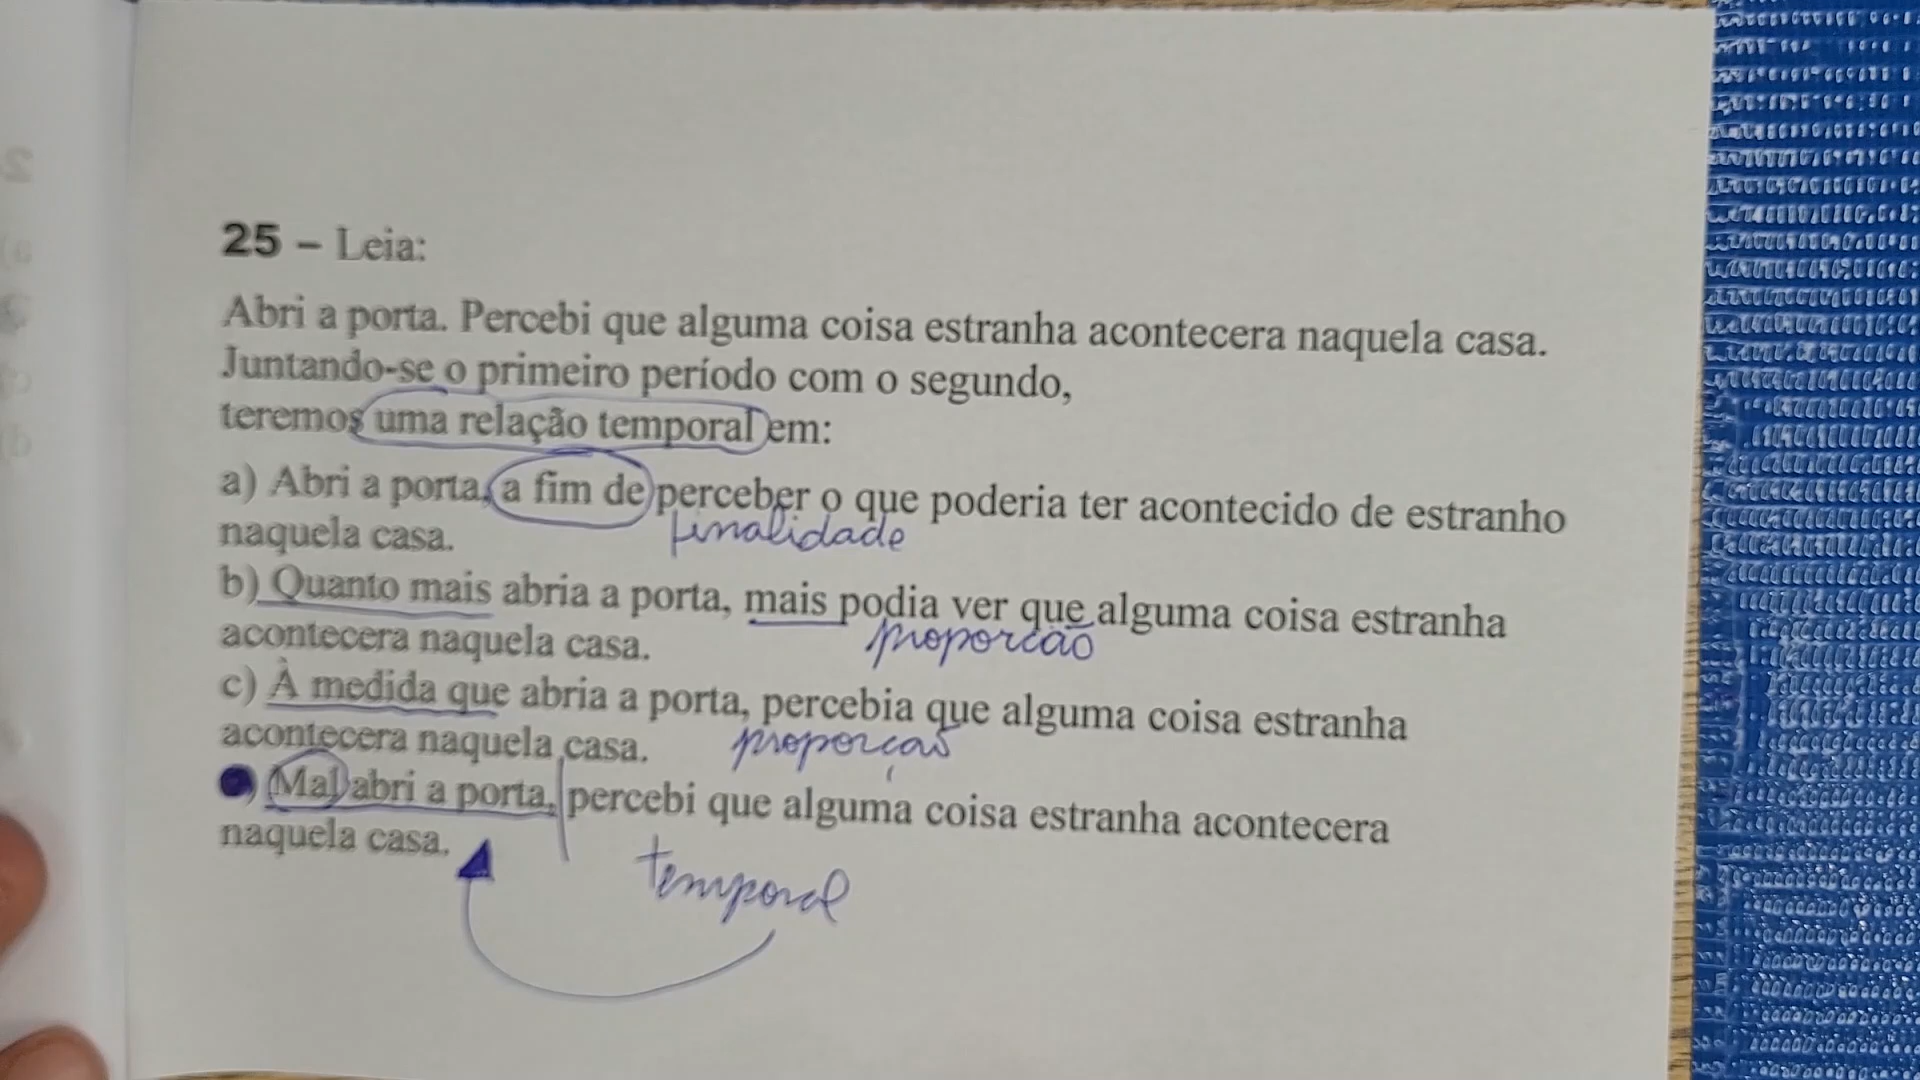 25 – Leia:
Abri a porta. Percebi que alguma coisa estranha acontecera naquela casa.
Juntando-se o primeiro período com o segundo,
teremos uma relação temporal em:
a) Abri a porta, a fim de perceber o que poderia ter acontecido de estranho
naquela casa.
finalidade
b) Quanto mais abria a porta, mais podia ver que alguma coisa estranha
acontecera naquela casa.
proporcão
c) À medida que abria a porta, percebia que alguma coisa estranha
acontecera naquela casa.
proporção
) Mal abri a porta, percebi que alguma coisa estranha acontecera
naquela casa.
temporal